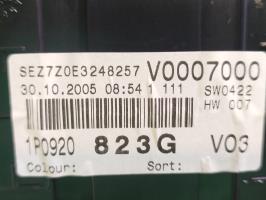 SEZ7Z0E3248257 V0007000
30.10.2005 08:54 1 111 SW0422
HW 007
1P0920 823G V03
Colour: Sort: